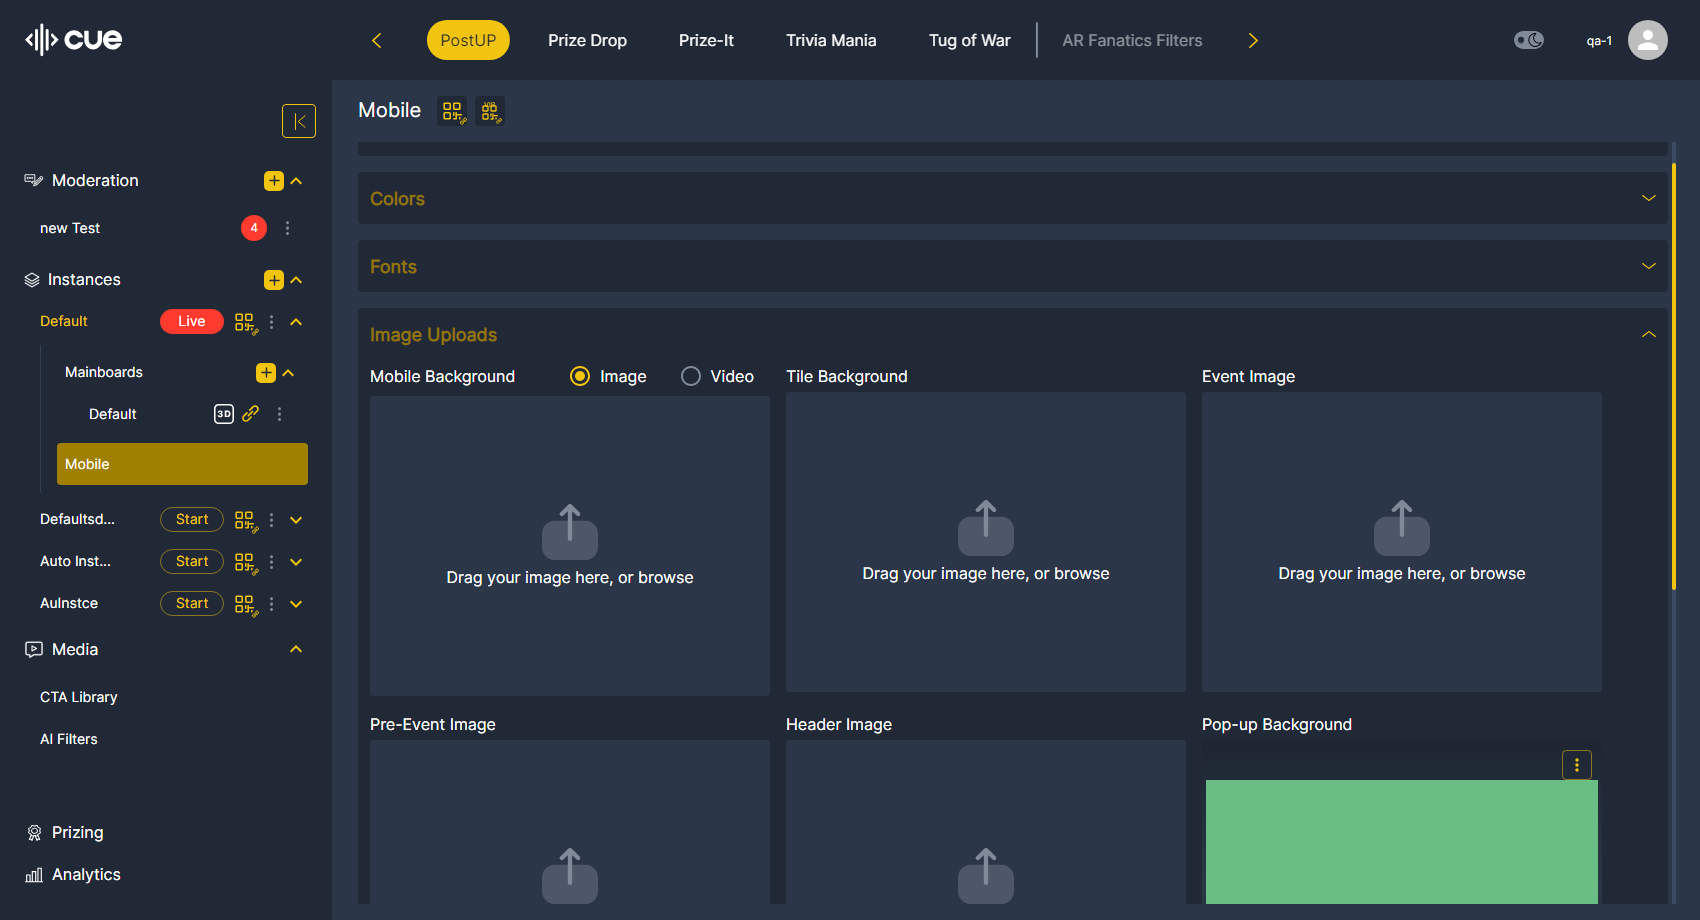 cue
PostUP
Prize Drop
Prize-It
Trivia Mania
Tug of War
AR Fanatics Filters
qa-1
Mobile
VIP
Moderation
new Test
4
Instances
Default
Live
Mainboards
Default
3D
Mobile
Defaultsd...
Start
Auto Inst...
Start
AuInstce
Start
Media
CTA Library
AI Filters
Prizing
Analytics
Colors
Fonts
Image Uploads
Mobile Background
Image
Video
Tile Background
Event Image
Drag your image here, or browse
Drag your image here, or browse
Drag your image here, or browse
Pre-Event Image
Header Image
Pop-up Background